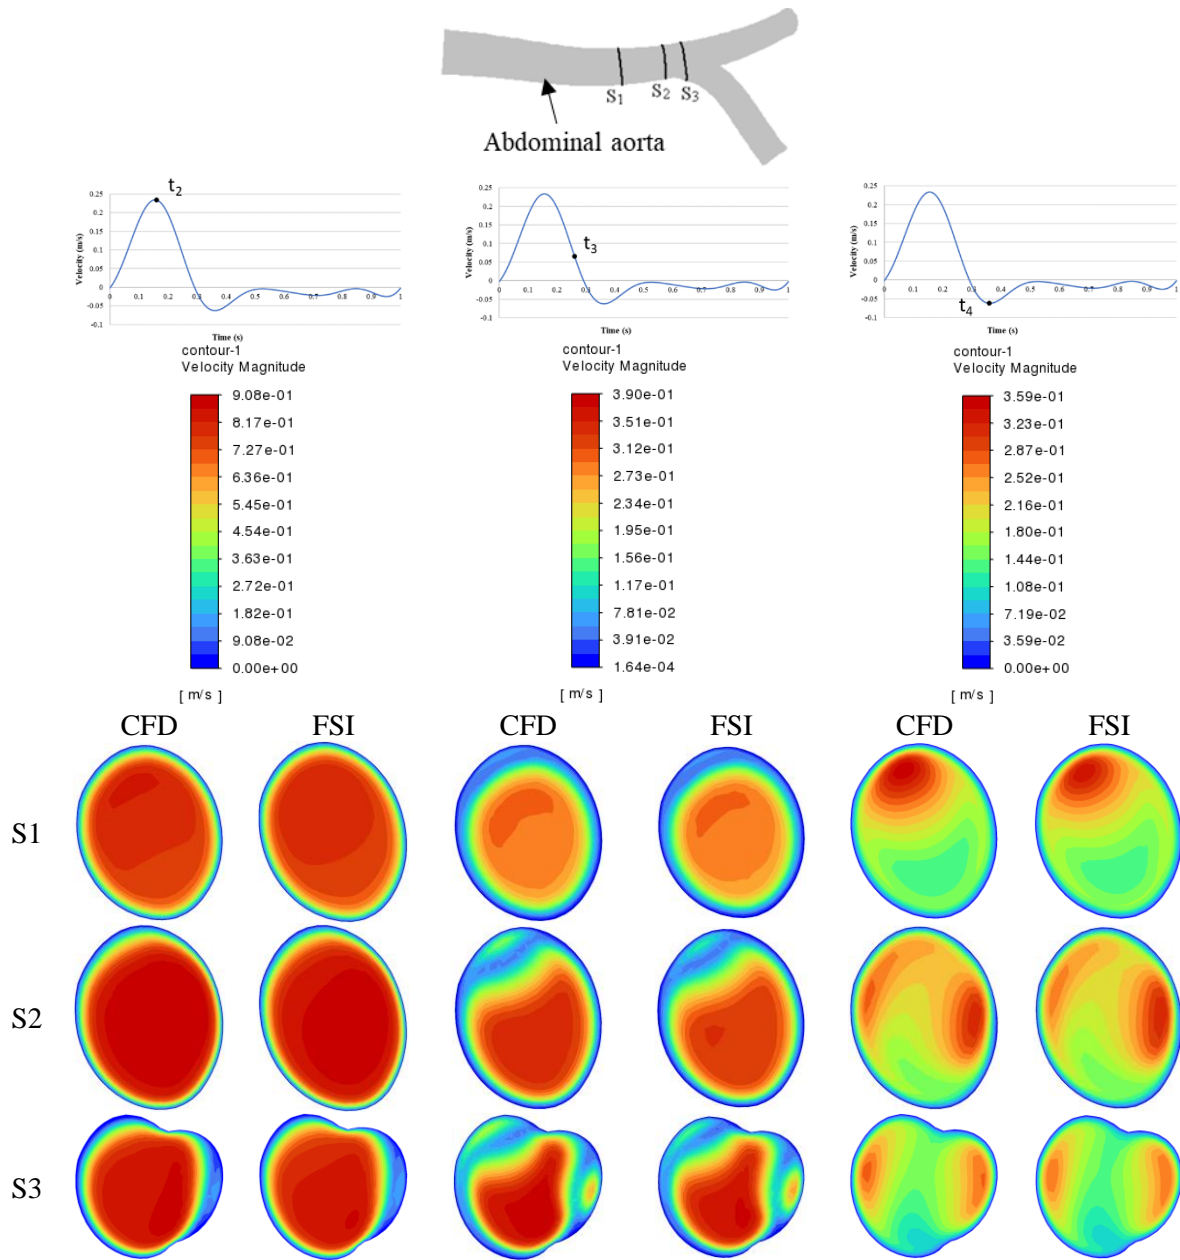 S1 S2 S3
Abdominal aorta
t2
0.25
0.2
0.15
0.1
0.05
0
-0.05
-0.1
0 0.1 0.2 0.3 0.4 0.5 0.6 0.7 0.8 0.9 1
Velocity (m/s)
Time (s)
t3
0.25
0.2
0.15
0.1
0.05
0
-0.05
-0.1
0 0.1 0.2 0.3 0.4 0.5 0.6 0.7 0.8 0.9 1
Velocity (m/s)
Time (s)
t4
0.25
0.2
0.15
0.1
0.05
0
-0.05
-0.1
0 0.1 0.2 0.3 0.4 0.5 0.6 0.7 0.8 0.9 1
Velocity (m/s)
Time (s)
contour-1
Velocity Magnitude
9.08e-01
8.17e-01
7.27e-01
6.36e-01
5.45e-01
4.54e-01
3.63e-01
2.72e-01
1.82e-01
9.08e-02
0.00e+00
[ m/s ]
contour-1
Velocity Magnitude
3.90e-01
3.51e-01
3.12e-01
2.73e-01
2.34e-01
1.95e-01
1.56e-01
1.17e-01
7.81e-02
3.91e-02
1.64e-04
[ m/s ]
contour-1
Velocity Magnitude
3.59e-01
3.23e-01
2.87e-01
2.52e-01
2.16e-01
1.80e-01
1.44e-01
1.08e-01
7.19e-02
3.59e-02
0.00e+00
[ m/s ]
CFD FSI CFD FSI CFD FSI
S1
S2
S3